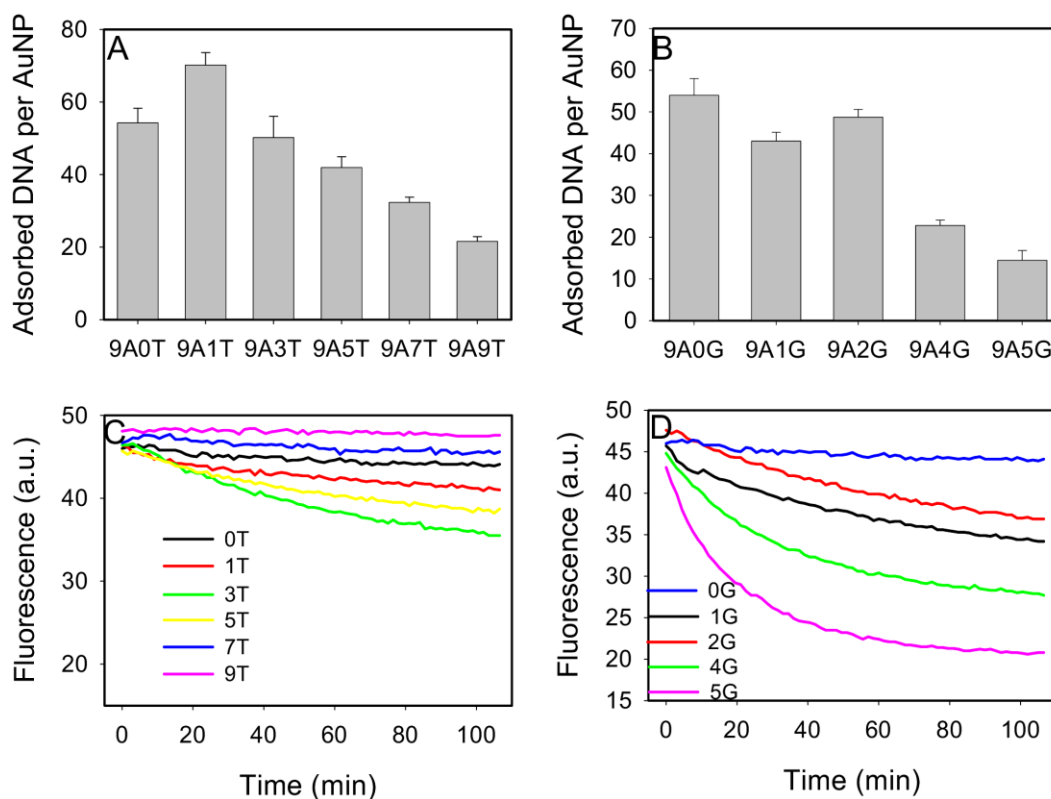 A
Adsorbed DNA per AuNP
80
60
40
20
0
9A0T 9A1T 9A3T 9A5T 9A7T 9A9T
B
Adsorbed DNA per AuNP
70
60
50
40
30
20
10
0
9A0G 9A1G 9A2G 9A4G 9A5G
C
Fluorescence (a.u.)
50
40
30
20
0T
1T
3T
5T
7T
9T
0 20 40 60 80 100
Time (min)
D
Fluorescence (a.u.)
50
45
40
35
30
25
20
15
0G
1G
2G
4G
5G
0 20 40 60 80 100
Time (min)